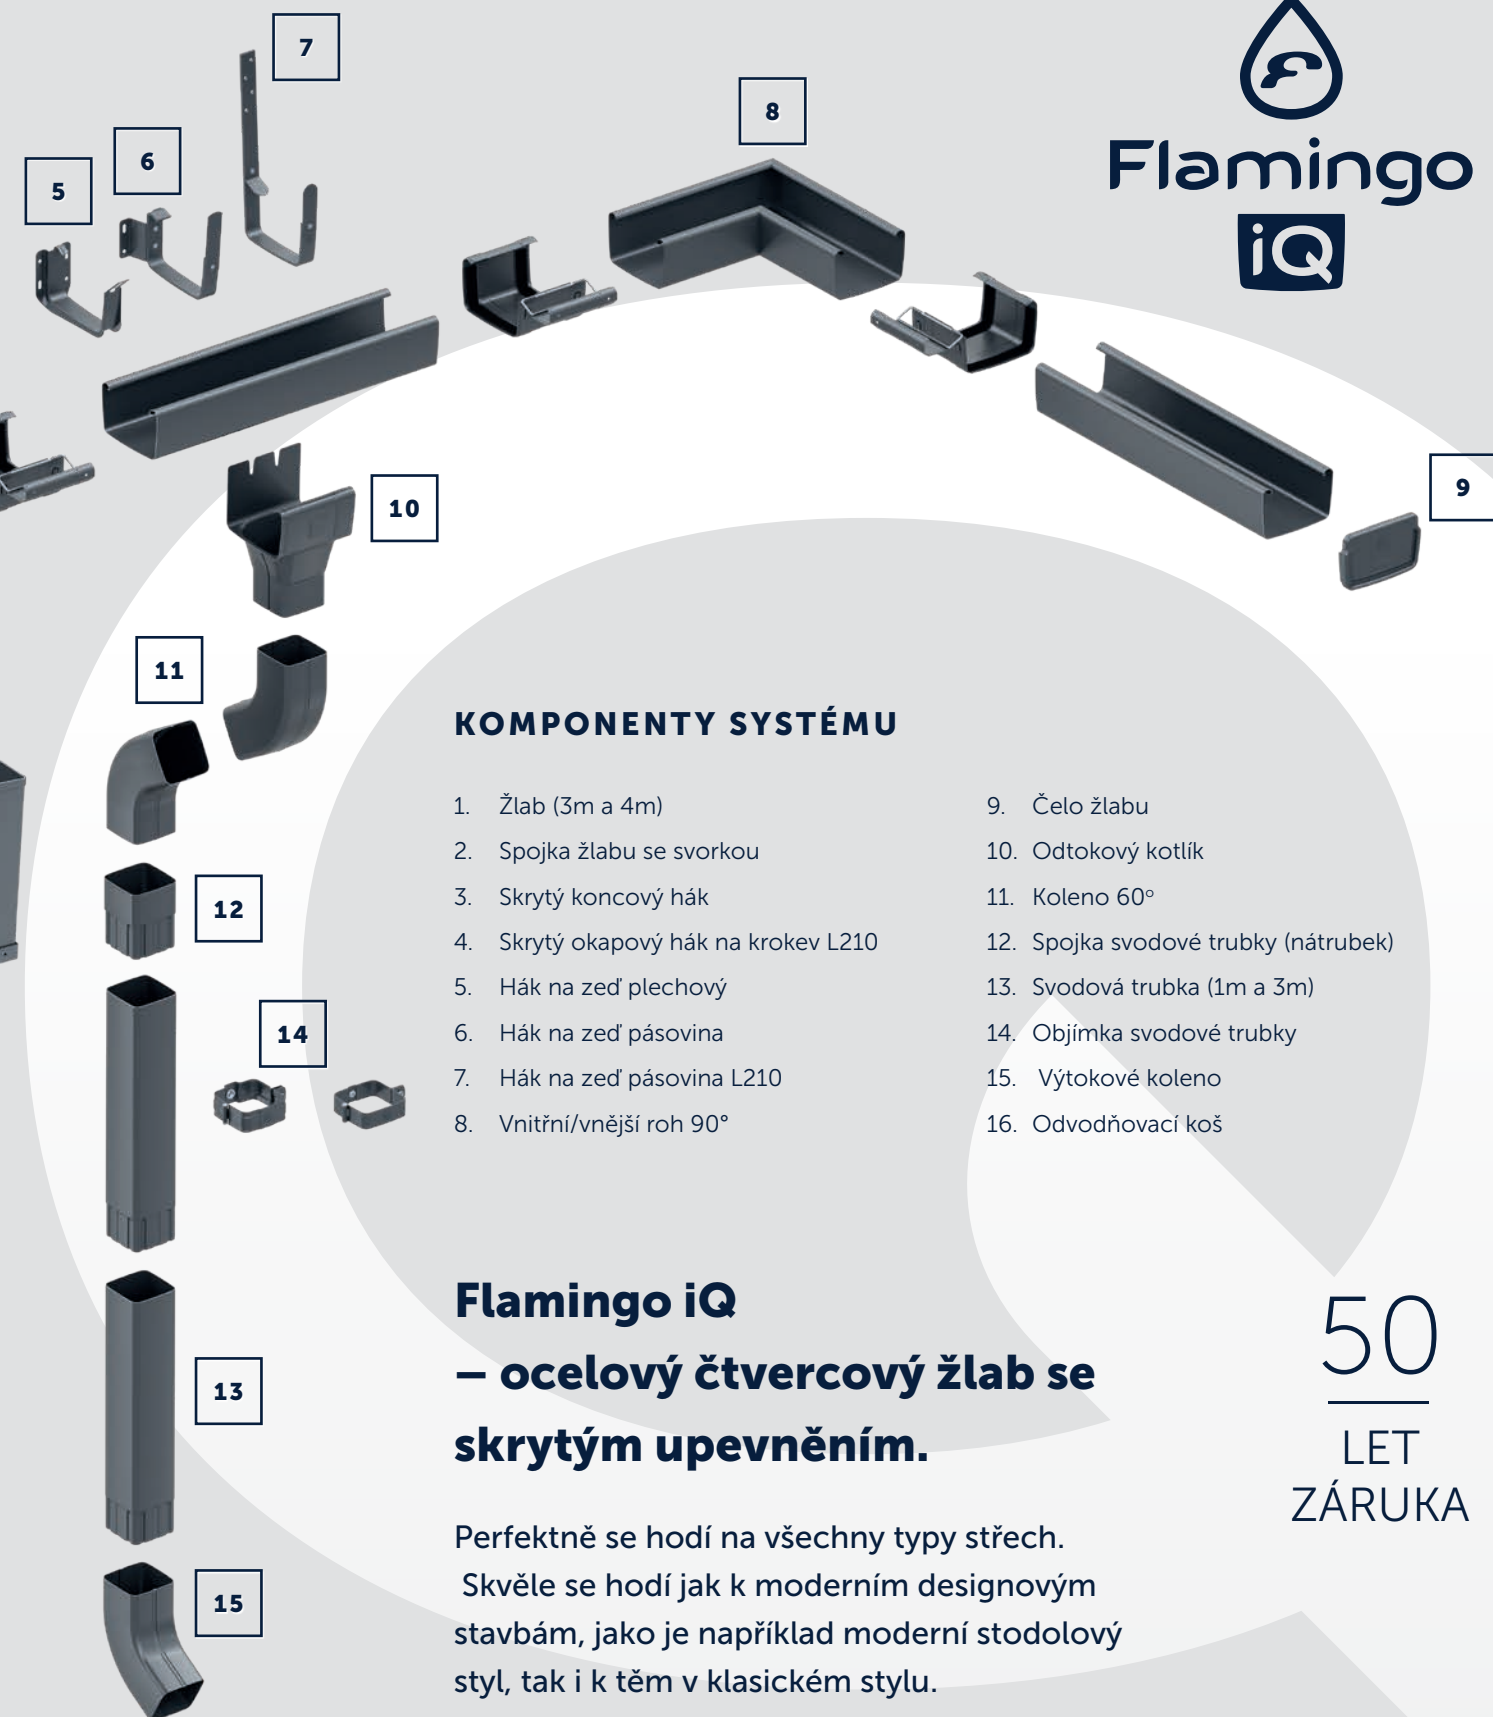 7
8
6
5
Flamingo
iQ
9
10
11
12
14
13
15
KOMPONENTY SYSTÉMU
1. Žlab (3m a 4m)
2. Spojka žlabu se svorkou
3. Skrytý koncový hák
4. Skrytý okapový hák na krokev L210
5. Hák na zeď plechový
6. Hák na zeď pásovina
7. Hák na zeď pásovina L210
8. Vnitřní/vnější roh 90°
9. Čelo žlabu
10. Odtokový kotlík
11. Koleno 60º
12. Spojka svodové trubky (nátrubek)
13. Svodová trubka (1m a 3m)
14. Objímka svodové trubky
15. Výtokové koleno
16. Odvodňovací koš
Flamingo iQ
– ocelový čtvercový žlab se
skrytým upevněním.
Perfektně se hodí na všechny typy střech.
Skvěle se hodí jak k moderním designovým
stavbám, jako je například moderní stodolový
styl, tak i k těm v klasickém stylu.
50
LET
ZÁRUKA